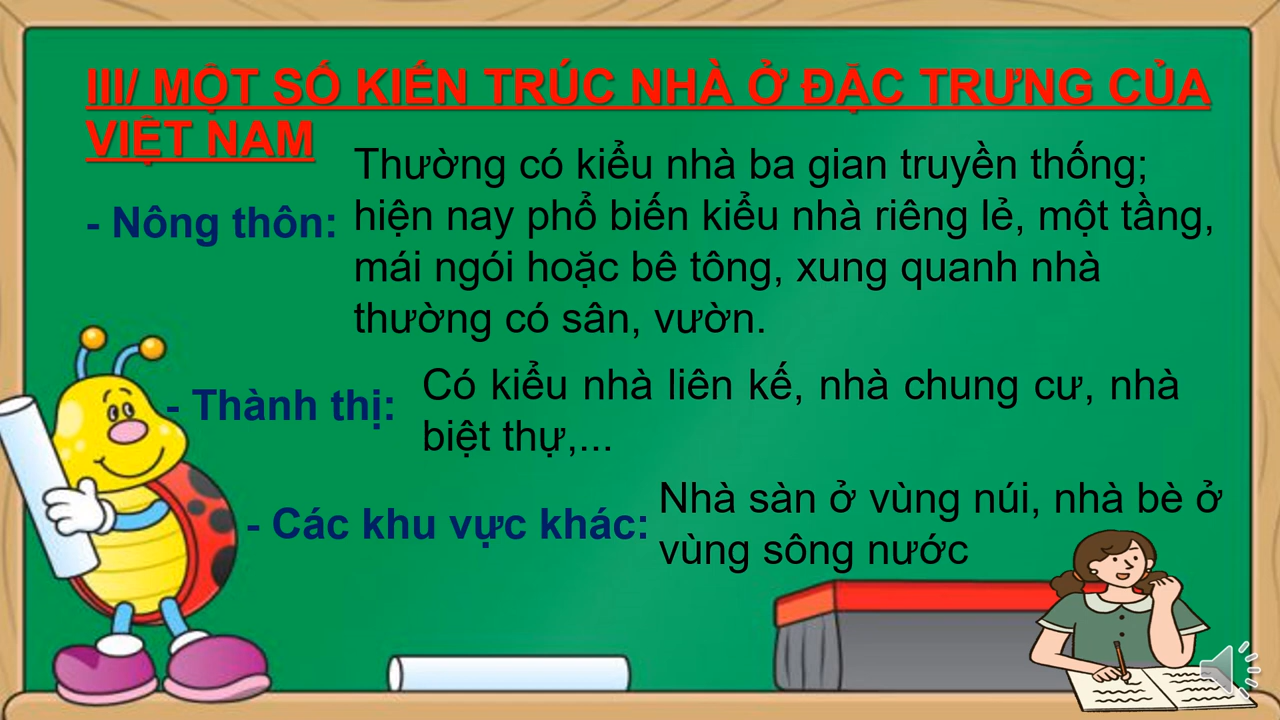 III/ MỘT SỐ KIẾN TRÚC NHÀ Ở ĐẶC TRƯNG CỦA
VIỆT NAM
- Nông thôn:
Thường có kiểu nhà ba gian truyền thống;
hiện nay phổ biến kiểu nhà riêng lẻ, một tầng,
mái ngói hoặc bê tông, xung quanh nhà
thường có sân, vườn.
- Thành thị:
Có kiểu nhà liên kế, nhà chung cư, nhà
biệt thự,...
- Các khu vực khác:
Nhà sàn ở vùng núi, nhà bè ở
vùng sông nước